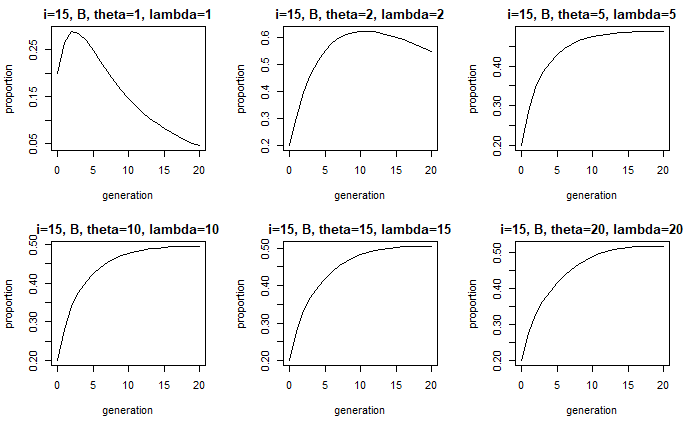 i=15, B, theta=1, lambda=1
proportion
0.05 0.15 0.25
0 5 10 15 20
generation
i=15, B, theta=2, lambda=2
proportion
0.2 0.3 0.4 0.5 0.6
0 5 10 15 20
generation
i=15, B, theta=5, lambda=5
proportion
0.20 0.30 0.40
0 5 10 15 20
generation
i=15, B, theta=10, lambda=10
proportion
0.20 0.30 0.40 0.50
0 5 10 15 20
generation
i=15, B, theta=15, lambda=15
proportion
0.20 0.30 0.40 0.50
0 5 10 15 20
generation
i=15, B, theta=20, lambda=20
proportion
0.20 0.30 0.40 0.50
0 5 10 15 20
generation